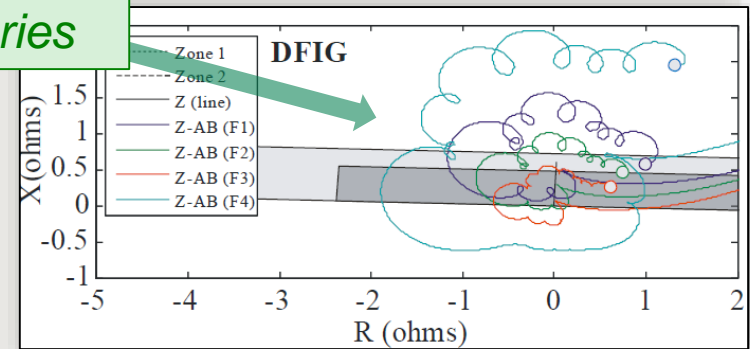 ries
DFIG
Zone 1
Zone 2
Z (line)
Z-AB (F1)
Z-AB (F2)
Z-AB (F3)
Z-AB (F4)
X(ohms)
1.5
1
0.5
0
-0.5
-1
-5 -4 -3 -2 -1 0 1 2
R (ohms)